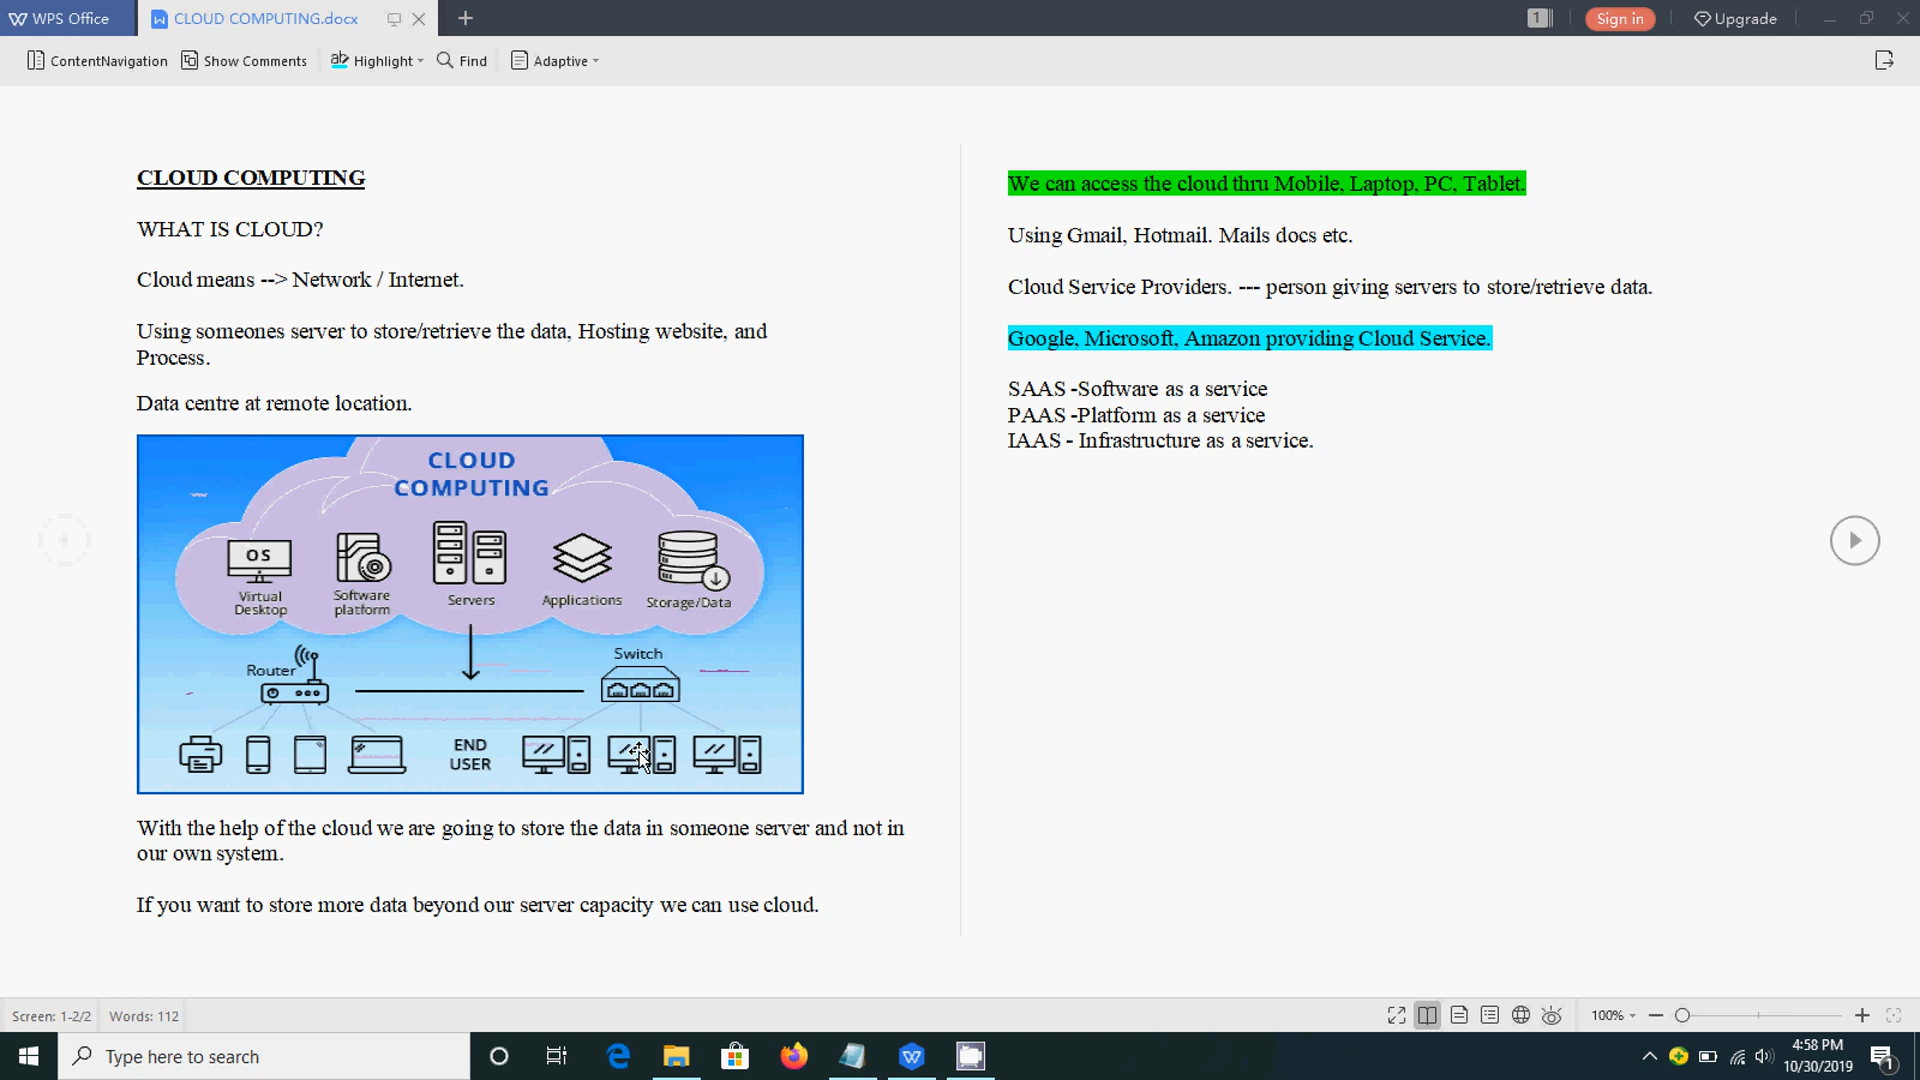 WPS Office
CLOUD COMPUTING.docx
1
Sign in
Upgrade
ContentNavigation
Show Comments
Highlight
Find
Adaptive
CLOUD COMPUTING
WHAT IS CLOUD?
Cloud means --> Network / Internet.
Using someones server to store/retrieve the data, Hosting website, and
Process.
Data centre at remote location.
CLOUD
COMPUTING
OS
Virtual
Desktop
Software
platform
Servers
Applications
Storage/Data
Router
Switch
END
USER
With the help of the cloud we are going to store the data in someone server and not in
our own system.
If you want to store more data beyond our server capacity we can use cloud.
We can access the cloud thru Mobile, Laptop, PC, Tablet.
Using Gmail, Hotmail. Mails docs etc.
Cloud Service Providers. --- person giving servers to store/retrieve data.
Google, Microsoft, Amazon providing Cloud Service.
SAAS -Software as a service
PAAS -Platform as a service
IAAS - Infrastructure as a service.
Screen: 1-2/2
Words: 112
100%
Type here to search
4:58 PM
10/30/2019
1